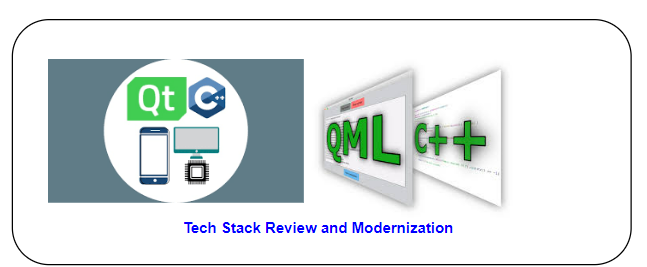 Qt
C++
QML
C++
Tech Stack Review and Modernization